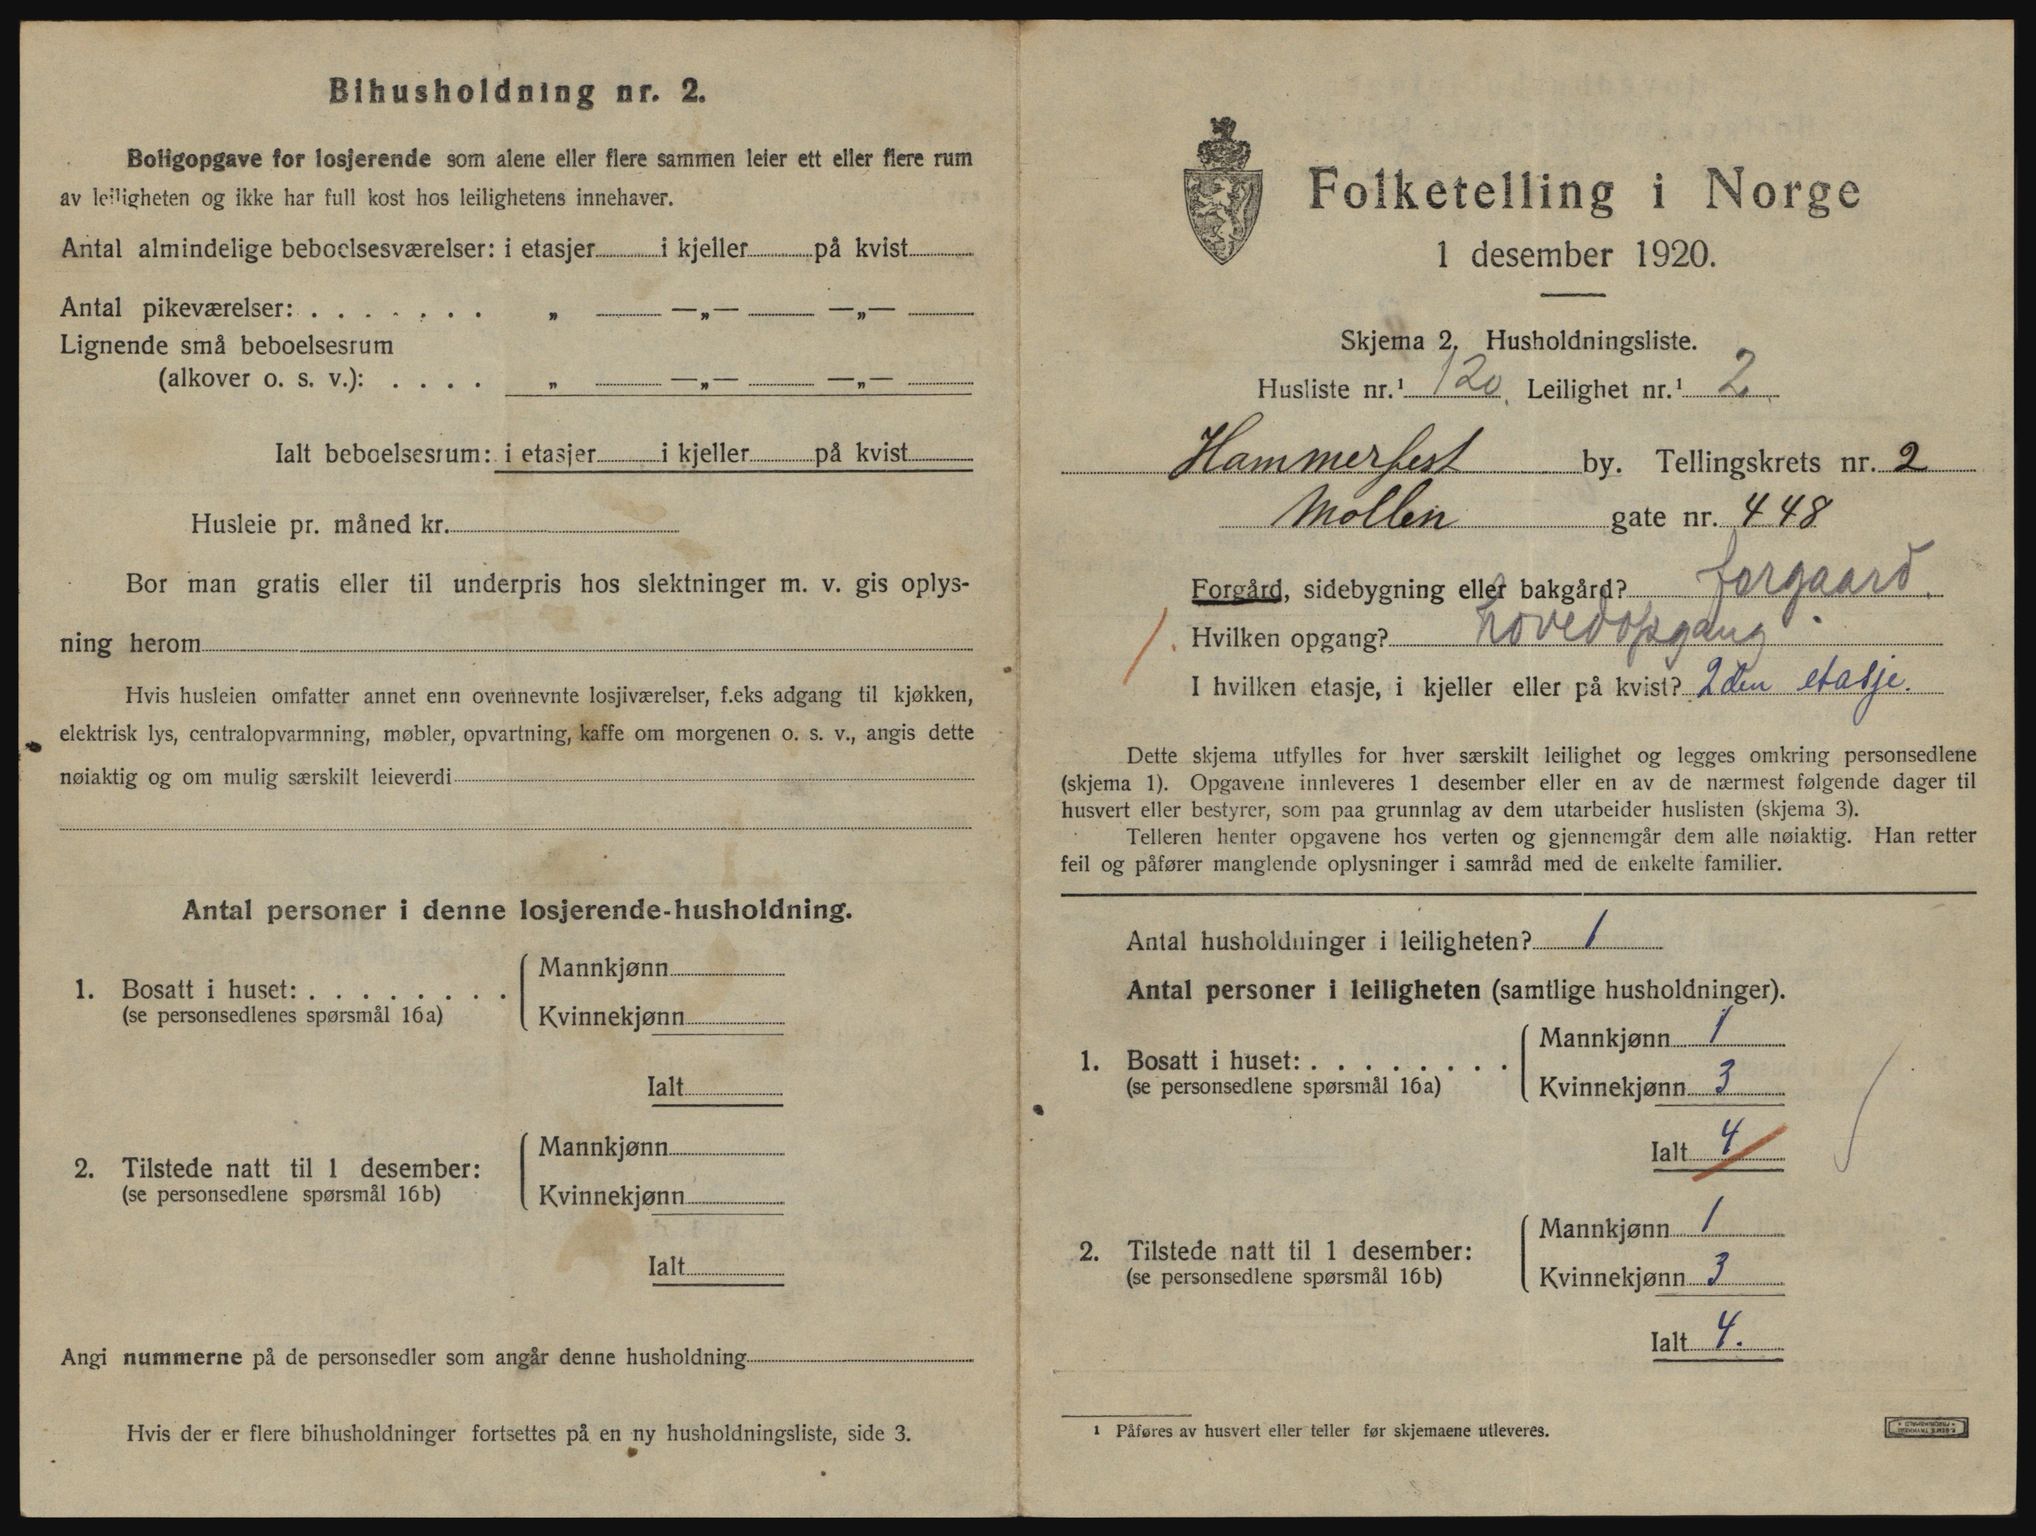 Bihusholdning nr. 2.
Boligopgave for losjerende som alene eller flere sammen leier ett eller flere rum
av leiligheten og ikke har full kost hos leilighetens innehaver.
Antal almindelige beboelsesværelser: i etasjer i kjeller på kvist
Antal pikeværelser: . . . . . . . „ —„— —„—
Lignende små beboelsesrum
(alkover o. s. v.): . . . . „ —„— —„—
Ialt beboelsesrum: i etasjer i kjeller på kvist
Husleie pr. måned kr.
Bor man gratis eller til underpris hos slektninger m. v. gis oplys-
ning herom
Hvis husleien omfatter annet enn ovennevnte losjiværelser, f.eks adgang til kjøkken,
elektrisk lys, centralopvarmning, møbler, opvartning, kaffe om morgenen o. s. v., angis dette
nøiaktig og om mulig særskilt leieverdi
Antal personer i denne losjerende-husholdning.
Mannkjønn
1. Bosatt i huset: . . . . . . . . .
(se personsedlenes spørsmål 16a)
Kvinnekjønn
Ialt
Mannkjønn
2. Tilstede natt til 1 desember:
(se personsedlene spørsmål 16b)
Kvinnekjønn
Ialt
Angi nummerne på de personsedler som angår denne husholdning
Hvis der er flere bihusholdninger fortsettes på en ny husholdningsliste, side 3.
Folketelling i Norge
1 desember 1920.
Skjema 2. Husholdningsliste.
Husliste nr.¹ 120 Leilighet nr.¹ 2
Hammerfest by. Tellingskrets nr. 2
Mollen gate nr. 448
Forgård, sidebygning eller bakgård? forgaard.
Hvilken opgang? hovedopgang
I hvilken etasje, i kjeller eller på kvist? 2den etasje.
Dette skjema utfylles for hver særskilt leilighet og legges omkring personsedlene
(skjema 1). Opgavene innleveres 1 desember eller en av de nærmest følgende dager til
husvert eller bestyrer, som paa grunnlag av dem utarbeider huslisten (skjema 3).
Telleren henter opgavene hos verten og gjennemgår dem alle nøiaktig. Han retter
feil og påfører manglende oplysninger i samråd med de enkelte familier.
Antal husholdninger i leiligheten? 1
Antal personer i leiligheten (samtlige husholdninger).
Mannkjønn 1
1. Bosatt i huset: . . . . . . . . .
(se personsedlene spørsmål 16a)
Kvinnekjønn 3
Ialt 4
Mannkjønn 1
2. Tilstede natt til 1 desember:
(se personsedlene spørsmål 16b)
Kvinnekjønn 3
Ialt 4.
¹ Påføres av husvert eller teller før skjemaene utleveres.